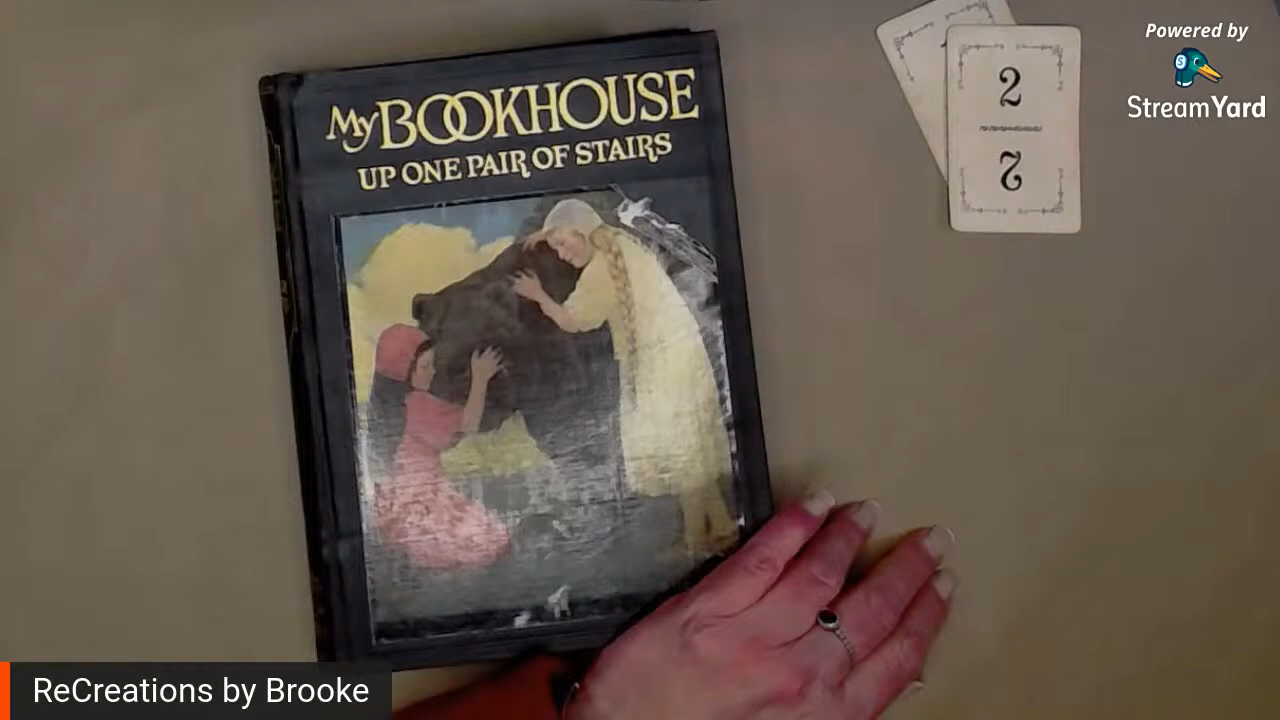 My BOOKHOUSE
UP ONE PAIR OF STAIRS
2
2
Powered by
StreamYard
ReCreations by Brooke